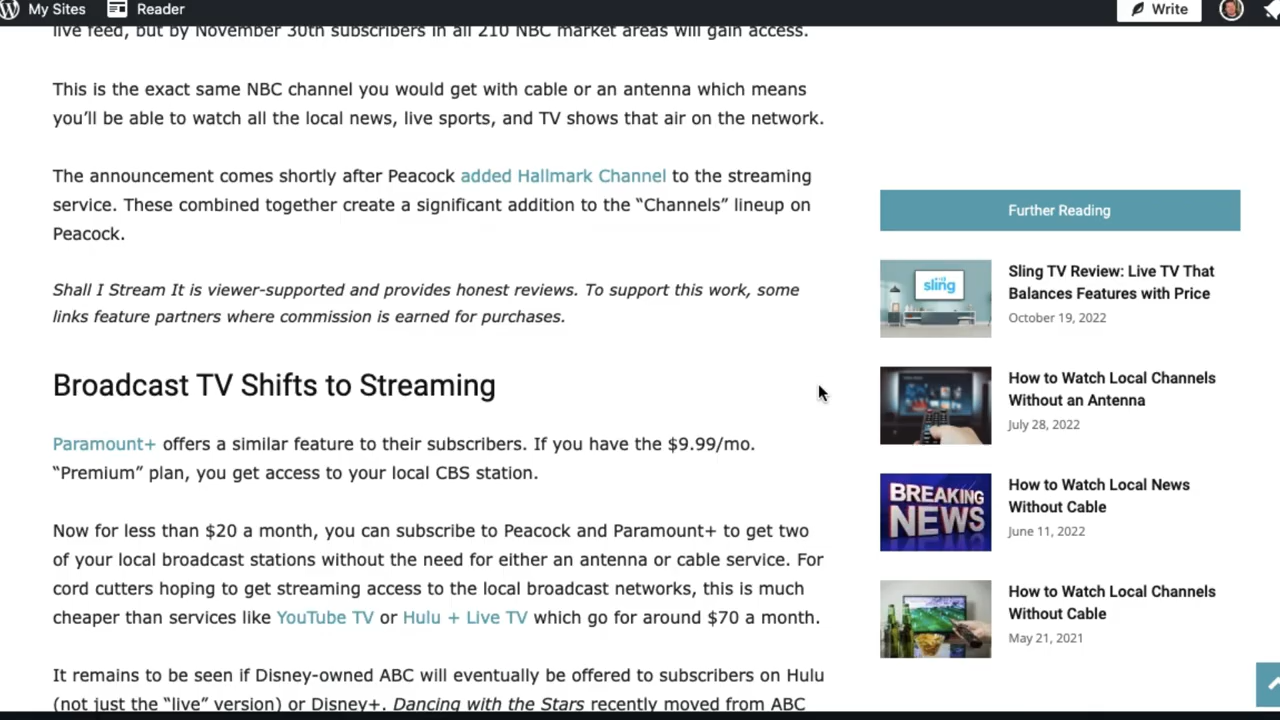 My Sites Reader Write
live feed, but by November 30th subscribers in all 210 NBC market areas will gain access.
This is the exact same NBC channel you would get with cable or an antenna which means
you’ll be able to watch all the local news, live sports, and TV shows that air on the network.
The announcement comes shortly after Peacock added Hallmark Channel to the streaming
service. These combined together create a significant addition to the “Channels” lineup on
Peacock.
Shall I Stream It is viewer-supported and provides honest reviews. To support this work, some
links feature partners where commission is earned for purchases.
Broadcast TV Shifts to Streaming
Paramount+ offers a similar feature to their subscribers. If you have the $9.99/mo.
“Premium” plan, you get access to your local CBS station.
Now for less than $20 a month, you can subscribe to Peacock and Paramount+ to get two
of your local broadcast stations without the need for either an antenna or cable service. For
cord cutters hoping to get streaming access to the local broadcast networks, this is much
cheaper than services like YouTube TV or Hulu + Live TV which go for around $70 a month.
It remains to be seen if Disney-owned ABC will eventually be offered to subscribers on Hulu
(not just the “live” version) or Disney+. Dancing with the Stars recently moved from ABC
Further Reading
sling
Sling TV Review: Live TV That
Balances Features with Price
October 19, 2022
How to Watch Local Channels
Without an Antenna
July 28, 2022
BREAKING
NEWS
How to Watch Local News
Without Cable
June 11, 2022
How to Watch Local Channels
Without Cable
May 21, 2021